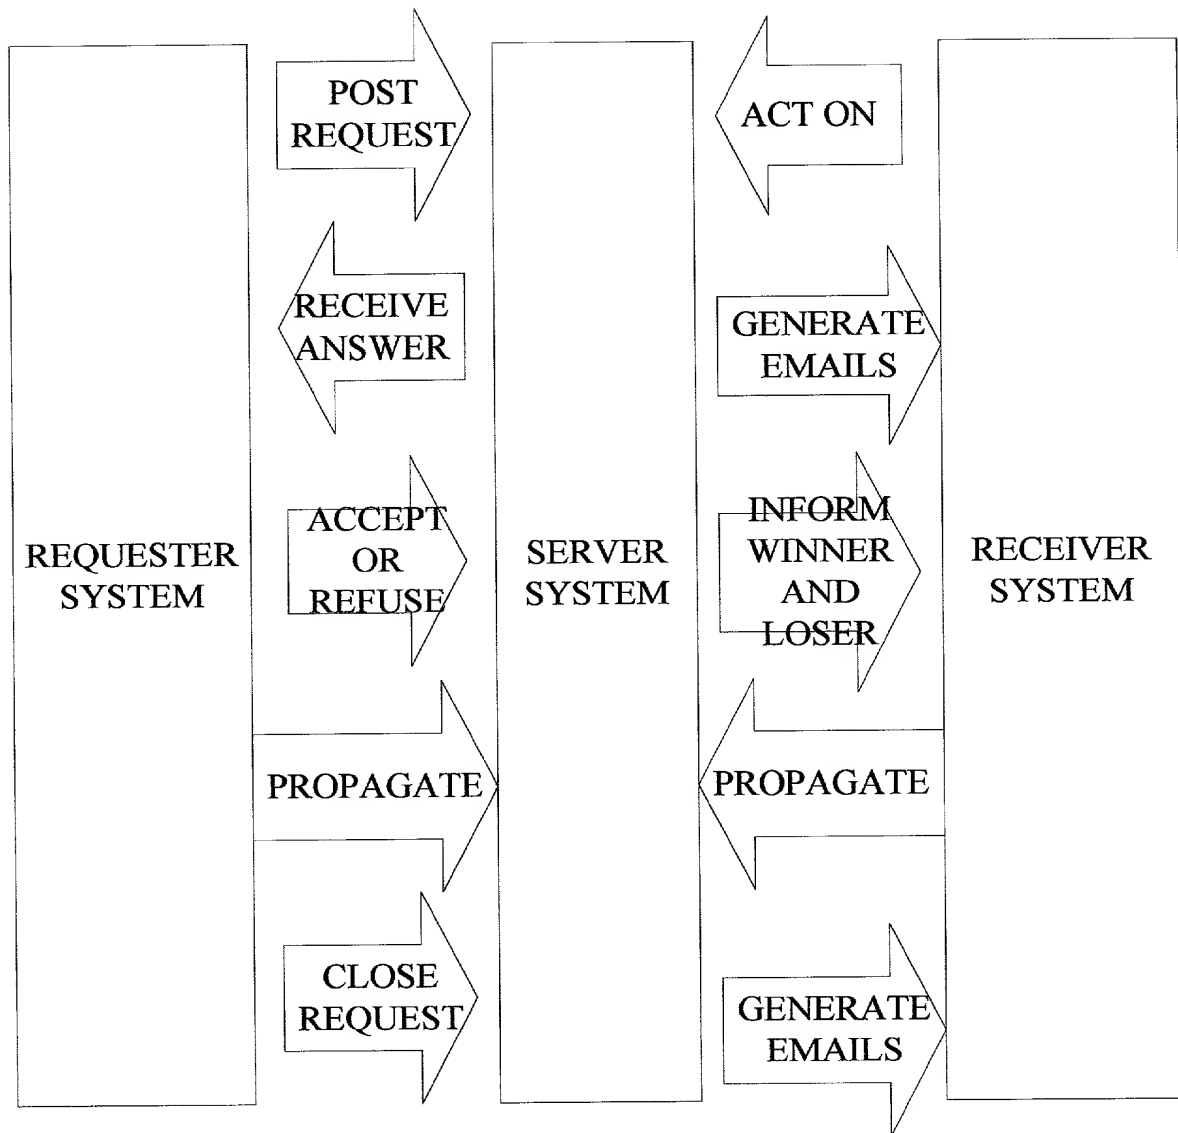 POST
REQUEST
ACT ON
RECEIVE
ANSWER
GENERATE
EMAILS
REQUESTER
SYSTEM
ACCEPT
OR
REFUSE
SERVER
SYSTEM
INFORM
WINNER
AND
LOSER
RECEIVER
SYSTEM
PROPAGATE
PROPAGATE
CLOSE
REQUEST
GENERATE
EMAILS